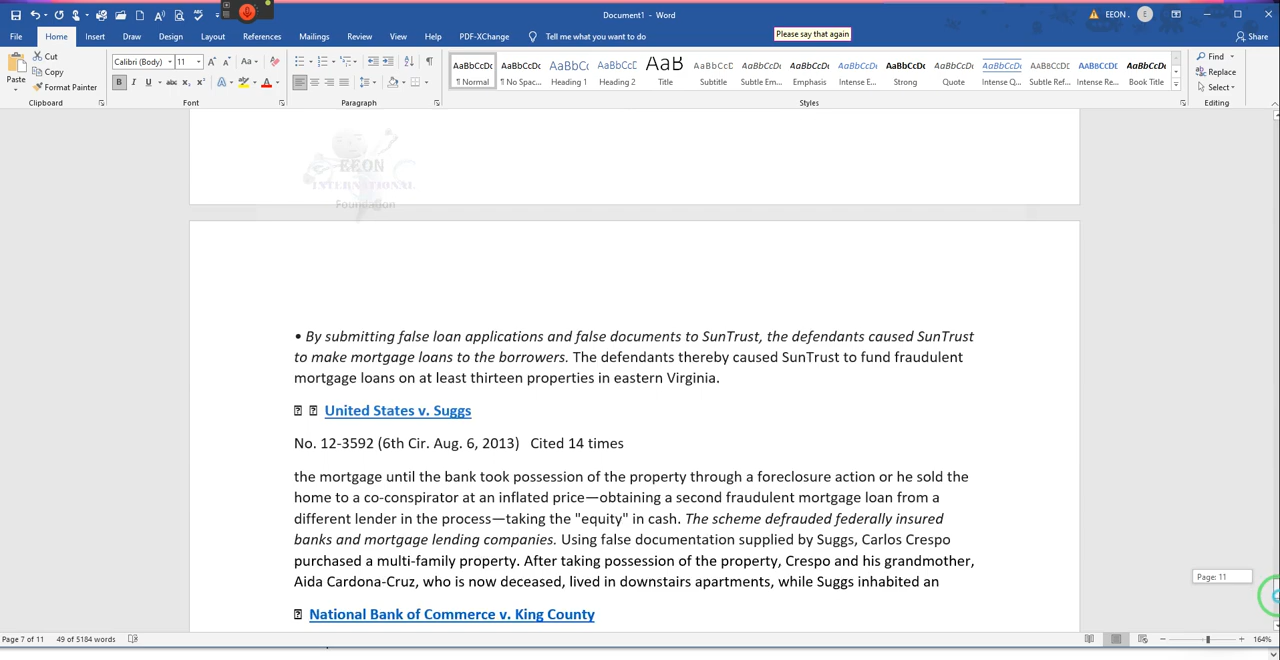 Document1 - Word
EEON .
E
File
Home
Insert
Draw
Design
Layout
References
Mailings
Review
View
Help
PDF-XChange
Tell me what you want to do
Please say that again
Share
Paste
Cut
Copy
Format Painter
Clipboard
Calibri (Body)
11
Font
Paragraph
AaBbCcDc
¶ Normal
AaBbCcDc
¶ No Spac...
AaBbCc
Heading 1
AaBbCcC
Heading 2
AaB
Title
AaBbCcC
Subtitle
AaBbCcDc
Subtle Em...
AaBbCcDc
Emphasis
AaBbCcDc
Intense E...
AaBbCcDc
Strong
AaBbCcDc
Quote
AaBbCcDc
Intense Q...
AaBbCcDc
Subtle Ref...
AaBbCcDc
Intense Re...
AaBbCcDc
Book Title
Styles
Find
Replace
Select
Editing
EEON
INTERNATIONAL
Foundation
• By submitting false loan applications and false documents to SunTrust, the defendants caused SunTrust
to make mortgage loans to the borrowers. The defendants thereby caused SunTrust to fund fraudulent
mortgage loans on at least thirteen properties in eastern Virginia.
United States v. Suggs
No. 12-3592 (6th Cir. Aug. 6, 2013) Cited 14 times
the mortgage until the bank took possession of the property through a foreclosure action or he sold the
home to a co-conspirator at an inflated price—obtaining a second fraudulent mortgage loan from a
different lender in the process—taking the "equity" in cash. The scheme defrauded federally insured
banks and mortgage lending companies. Using false documentation supplied by Suggs, Carlos Crespo
purchased a multi-family property. After taking possession of the property, Crespo and his grandmother,
Aida Cardona-Cruz, who is now deceased, lived in downstairs apartments, while Suggs inhabited an
Page: 11
National Bank of Commerce v. King County
Page 7 of 11
49 of 5184 words
164%